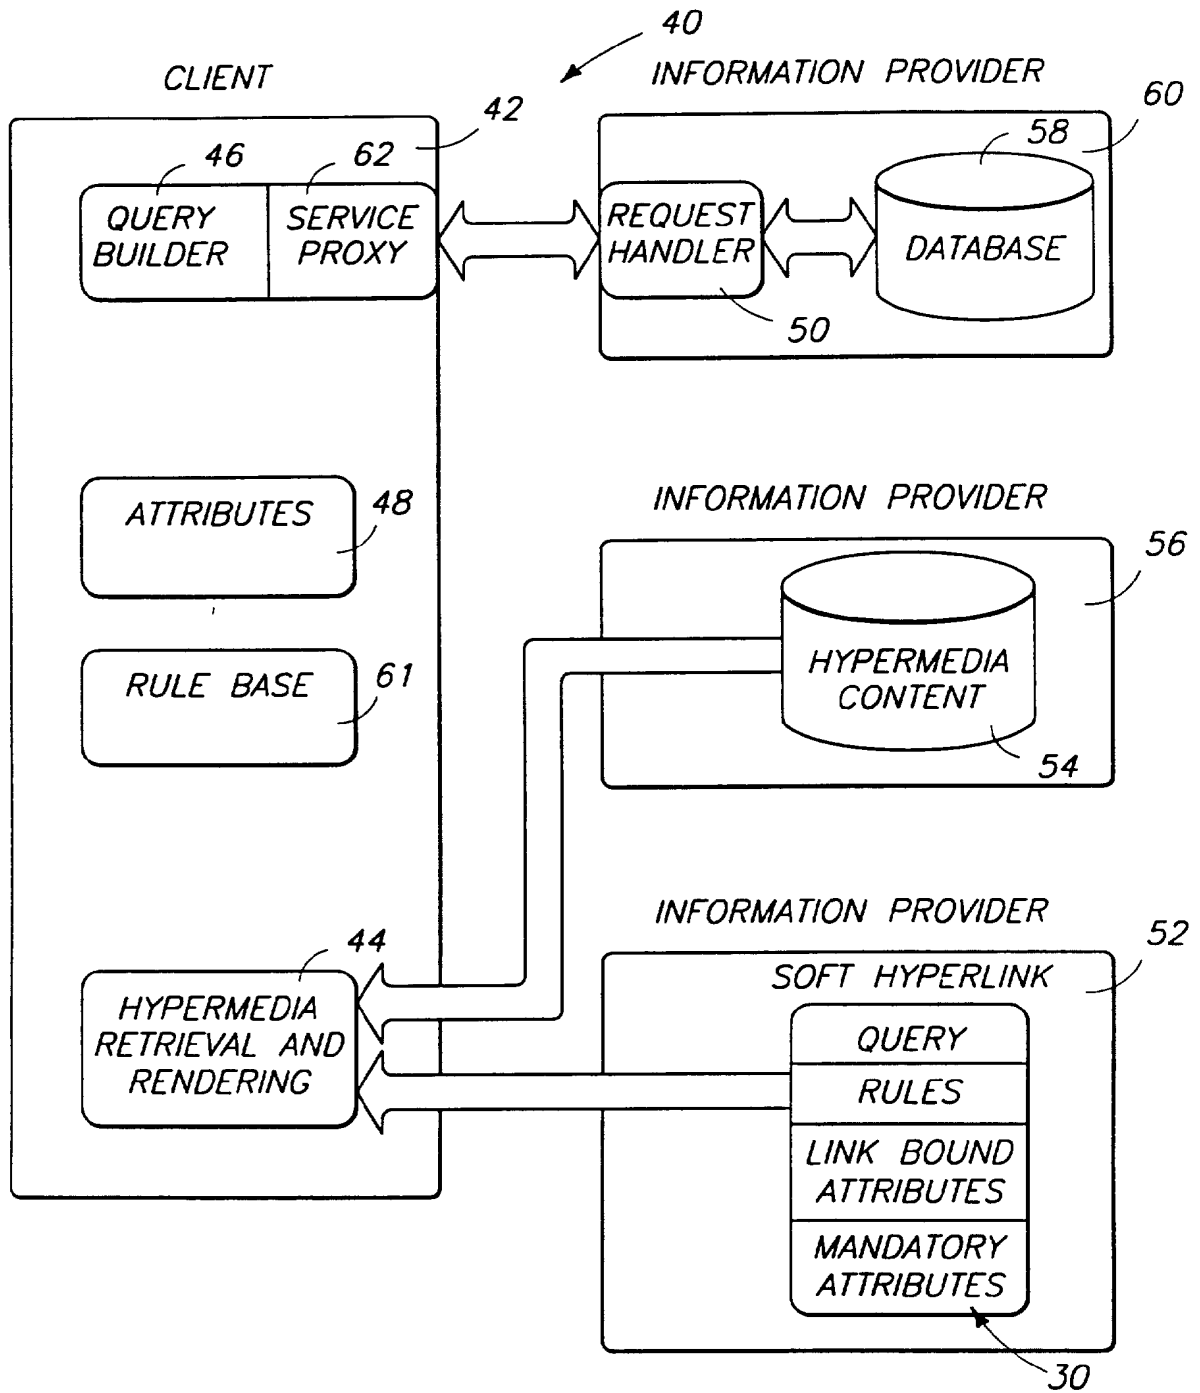 40
CLIENT
INFORMATION PROVIDER
42
60
46
62
58
QUERY
BUILDER
SERVICE
PROXY
REQUEST
HANDLER
DATABASE
50
ATTRIBUTES
48
INFORMATION PROVIDER
56
RULE BASE
61
HYPERMEDIA
CONTENT
54
INFORMATION PROVIDER
52
44
HYPERMEDIA
RETRIEVAL AND
RENDERING
SOFT HYPERLINK
QUERY
RULES
LINK BOUND
ATTRIBUTES
MANDATORY
ATTRIBUTES
30